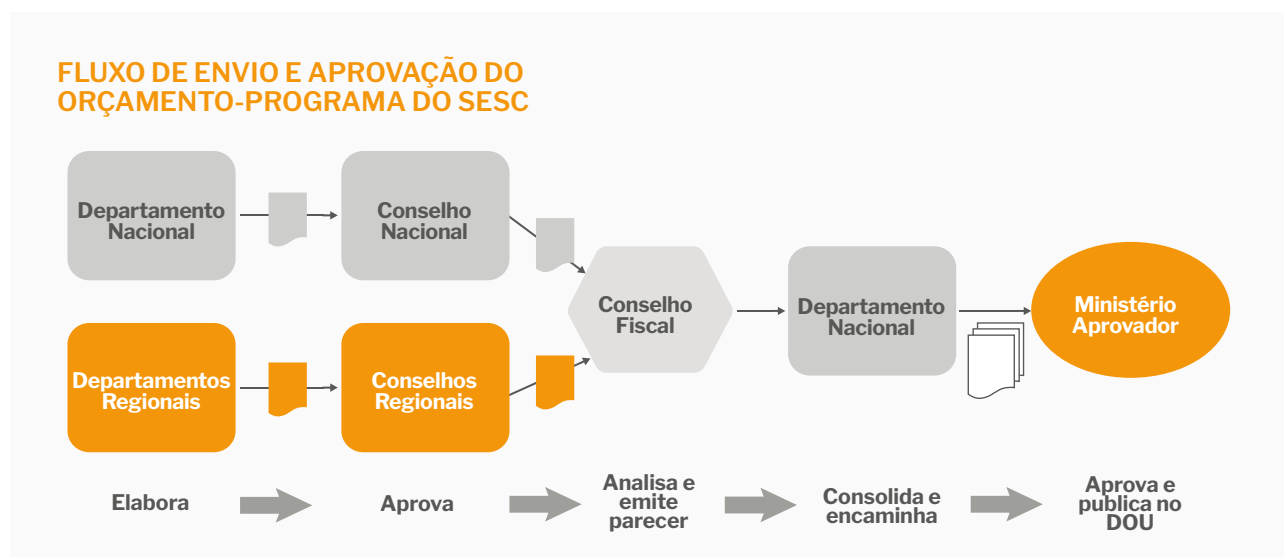 FLUXO DE ENVIO E APROVAÇÃO DO
ORÇAMENTO-PROGRAMA DO SESC
Departamento
Nacional
Conselho
Nacional
Departamentos
Regionais
Conselhos
Regionais
Conselho
Fiscal
Departamento
Nacional
Ministério
Aprovador
Elabora
Aprova
Analisa e
emite
parecer
Consolida e
encaminha
Aprova e
publica no
DOU